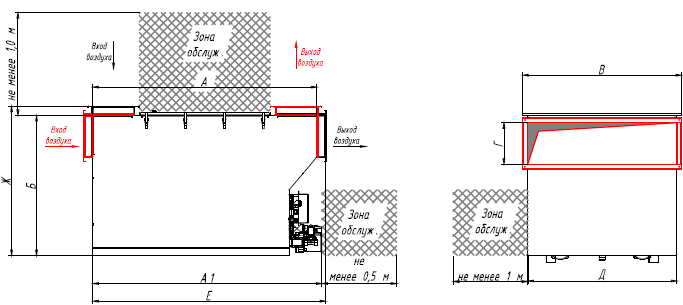 не менее 1,0 м
Зона
обслуж.
Вход
воздуха
Выход
воздуха
А
В
Вход
воздуха
Выход
воздуха
Ж
Б
Г
Зона
обслуж.
Зона
обслуж.
не
менее 0,5 м
не менее 1 м
А1
Д
Е